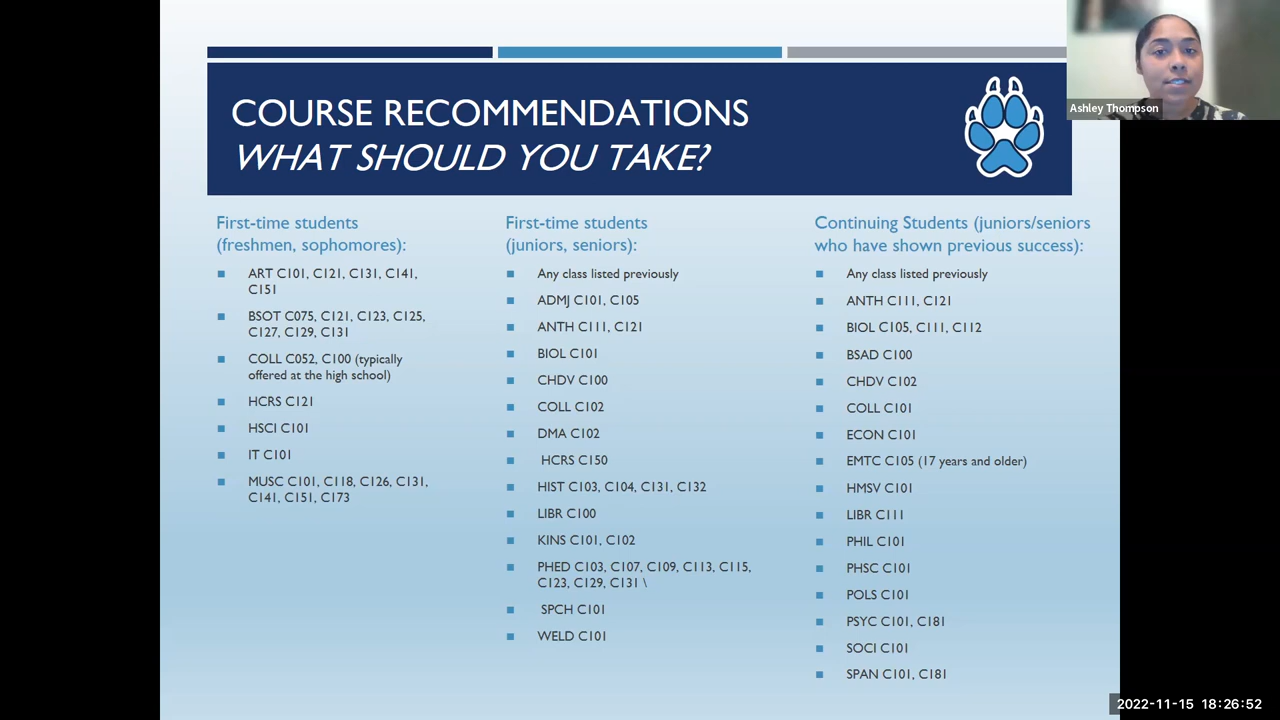 COURSE RECOMMENDATIONS
WHAT SHOULD YOU TAKE?
Ashley Thompson
First-time students
(freshmen, sophomores):
ART C101, C121, C131, C141,
C151
BSOT C075, C121, C123, C125,
C127, C129, C131
COLL C052, C100 (typically
offered at the high school)
HCRS C121
HSCI C101
IT C101
MUSC C101, C118, C126, C131,
C141, C151, C173
First-time students
(juniors, seniors):
Any class listed previously
ADMJ C101, C105
ANTH C111, C121
BIOL C101
CHDV C100
COLL C102
DMA C102
HCRS C150
HIST C103, C104, C131, C132
LIBR C100
KINS C101, C102
PHED C103, C107, C109, C113, C115,
C123, C129, C131 \
SPCH C101
WELD C101
Continuing Students (juniors/seniors
who have shown previous success):
Any class listed previously
ANTH C111, C121
BIOL C105, C111, C112
BSAD C100
CHDV C102
COLL C101
ECON C101
EMTC C105 (17 years and older)
HMSV C101
LIBR C111
PHIL C101
PHSC C101
POLS C101
PSYC C101, C181
SOCI C101
SPAN C101, C181
2022-11-15 18:26:52